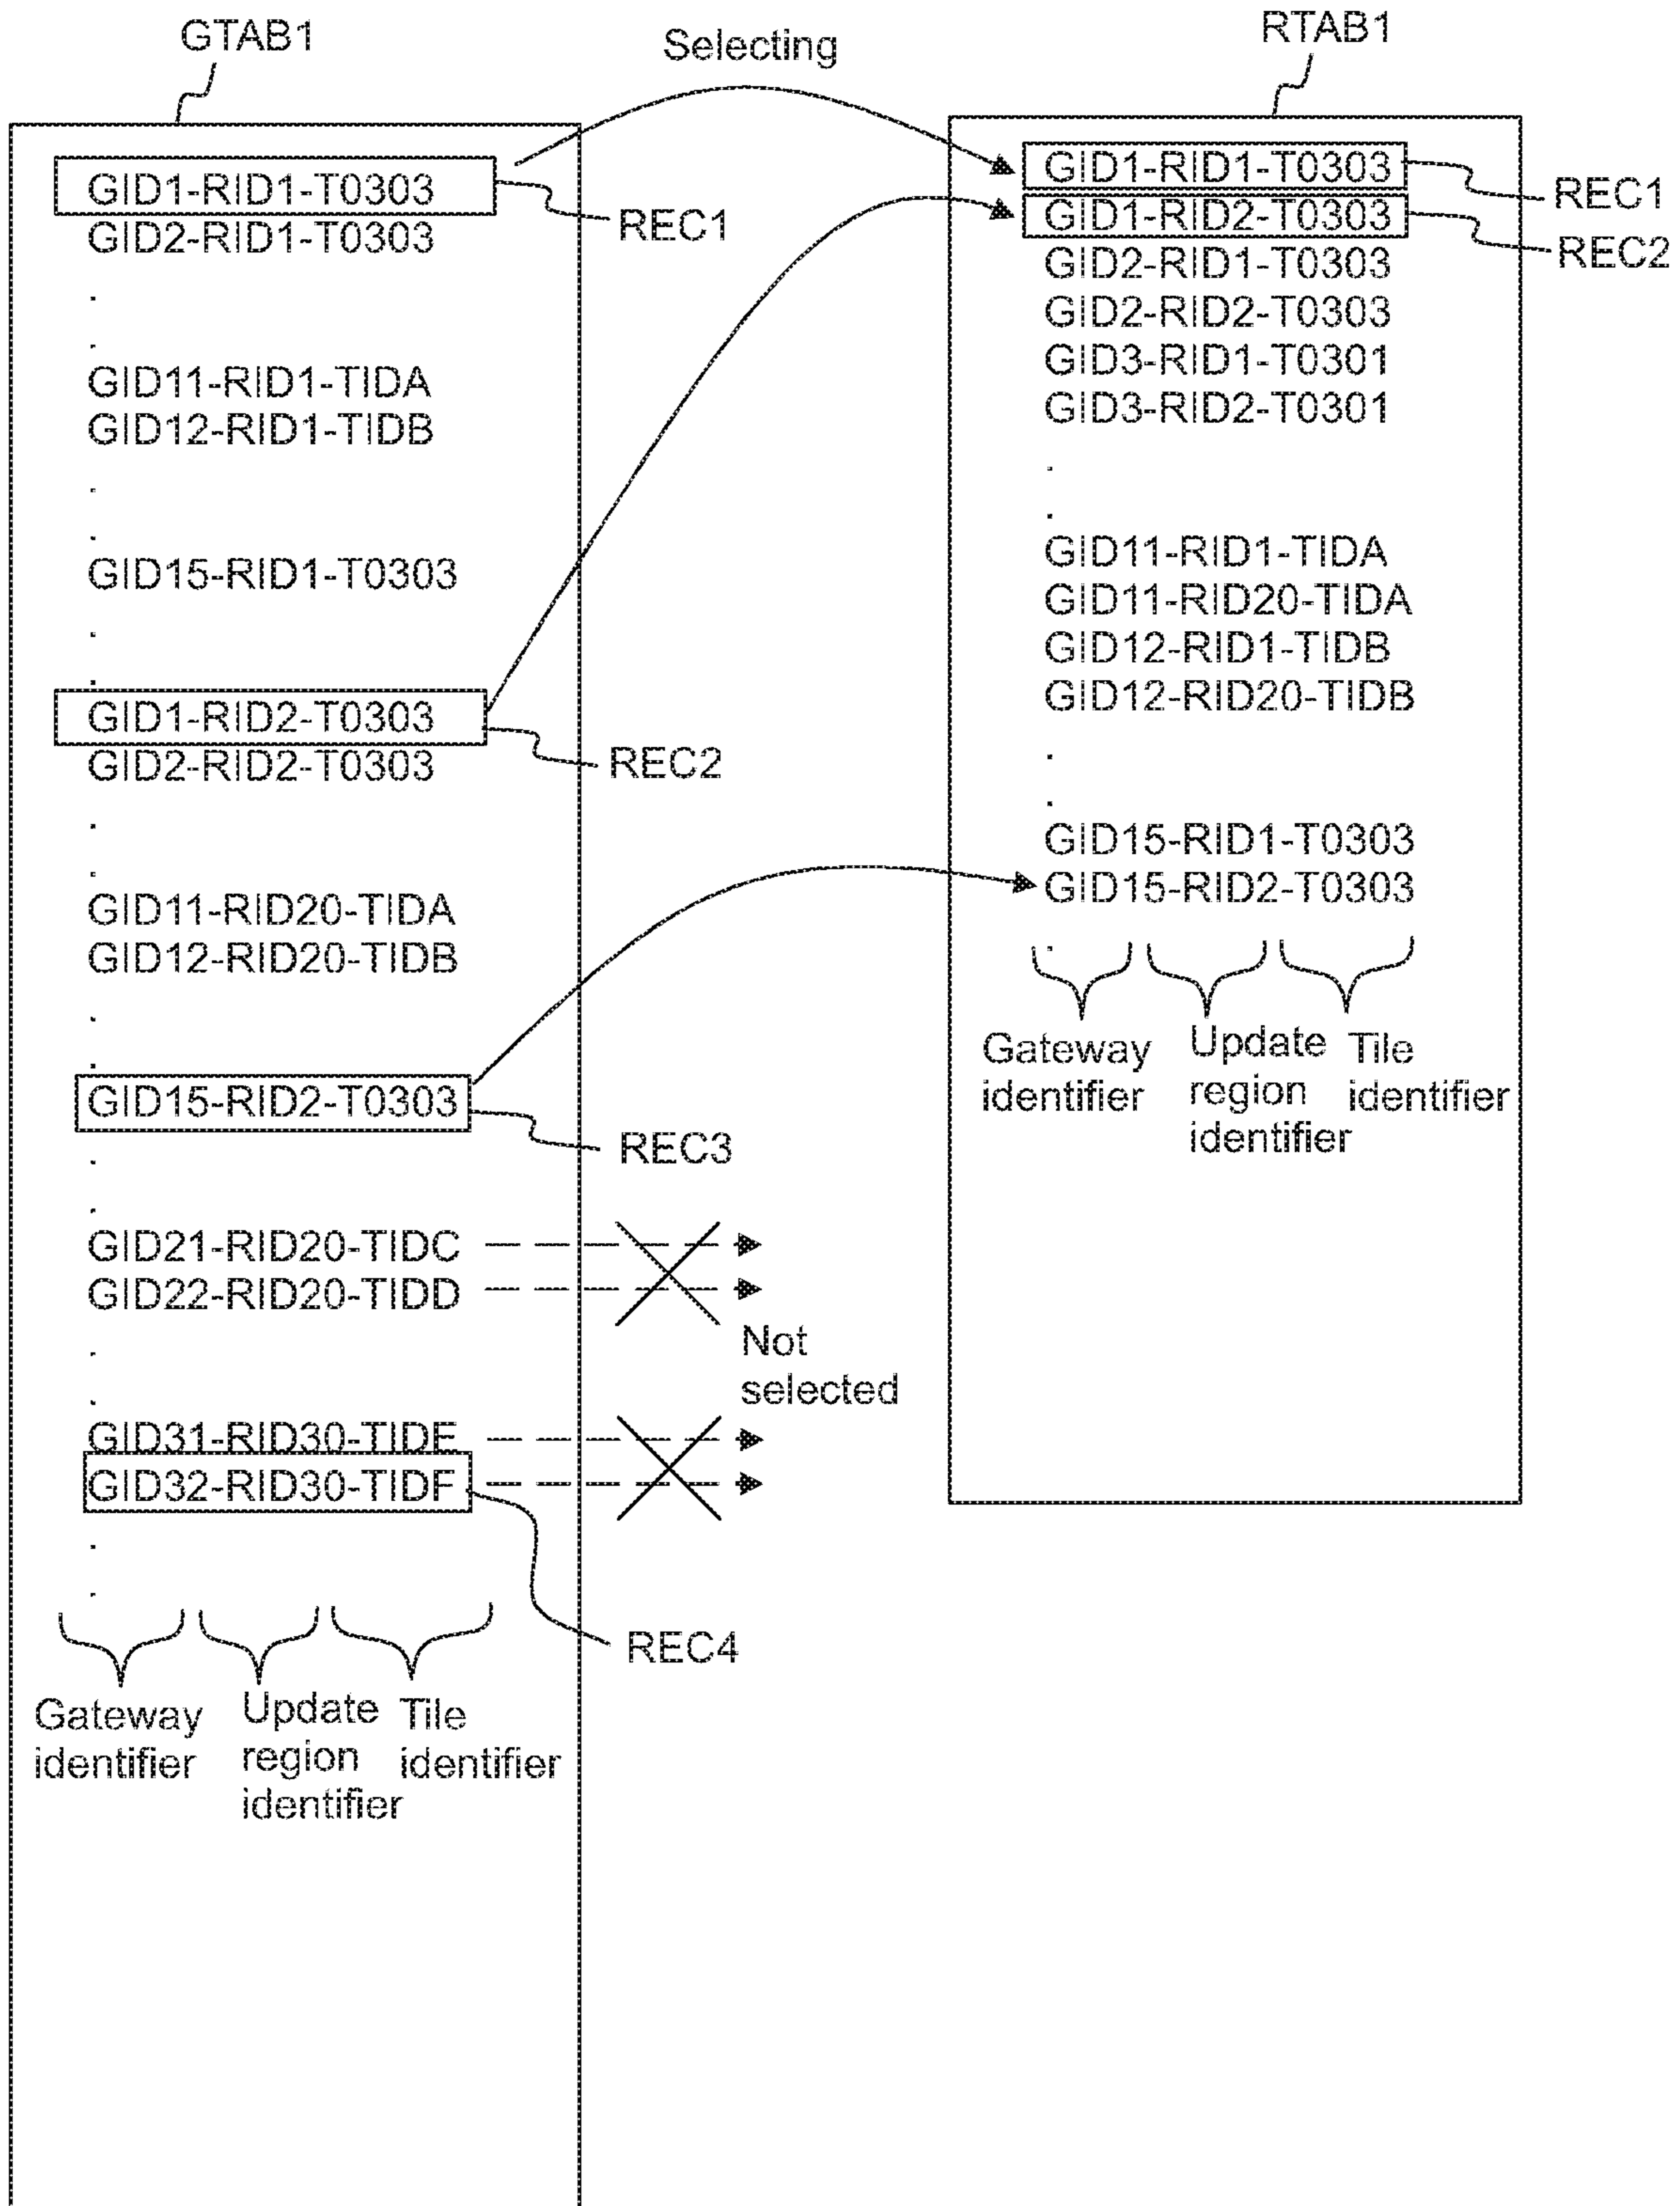 GTAB1
Selecting
RTAB1
GID1-RID1-T0303
REC1
GID2-RID1-T0303
.
.
GID11-RID1-TIDA
GID12-RID1-TIDB
.
.
GID15-RID1-T0303
.
.
GID1-RID2-T0303
REC2
GID2-RID2-T0303
.
.
GID11-RID20-TIDA
GID12-RID20-TIDB
.
.
GID15-RID2-T0303
REC3
.
.
GID21-RID20-TIDC
GID22-RID20-TIDD
Not
selected
.
.
GID31-RID30-TIDE
GID32-RID30-TIDF
REC4
.
.
Gateway
identifier
Update
region
identifier
Tile
identifier
GID1-RID1-T0303
REC1
GID1-RID2-T0303
REC2
GID2-RID1-T0303
GID2-RID2-T0303
GID3-RID1-T0301
GID3-RID2-T0301
.
.
GID11-RID1-TIDA
GID11-RID20-TIDA
GID12-RID1-TIDB
GID12-RID20-TIDB
.
.
GID15-RID1-T0303
GID15-RID2-T0303
.
Gateway
identifier
Update
region
identifier
Tile
identifier